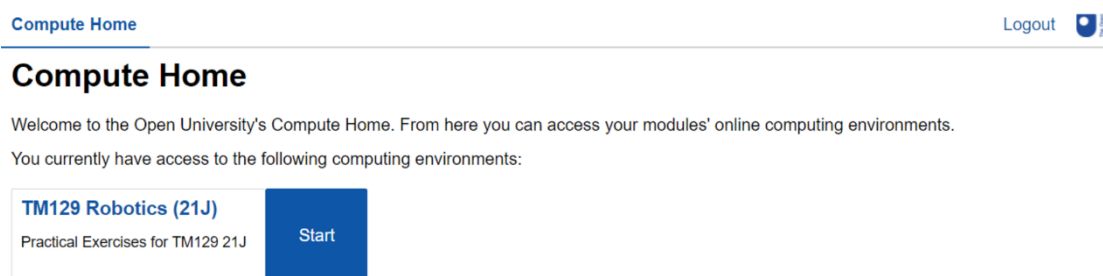 Compute Home
Logout
Compute Home
Welcome to the Open University's Compute Home. From here you can access your modules' online computing environments.
You currently have access to the following computing environments:
TM129 Robotics (21J)
Practical Exercises for TM129 21J
Start